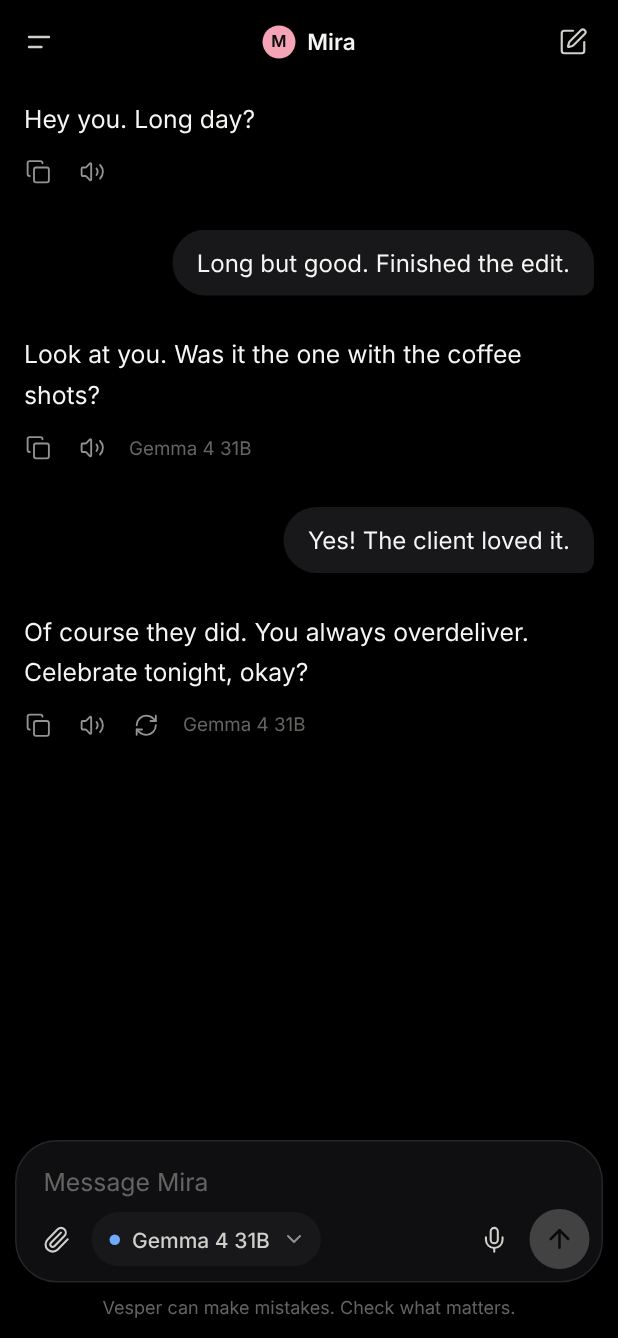 M Mira
Hey you. Long day?
Long but good. Finished the edit.
Look at you. Was it the one with the coffee
shots?
Gemma 4 31B
Yes! The client loved it.
Of course they did. You always overdeliver.
Celebrate tonight, okay?
Gemma 4 31B
Message Mira
Gemma 4 31B
Vesper can make mistakes. Check what matters.